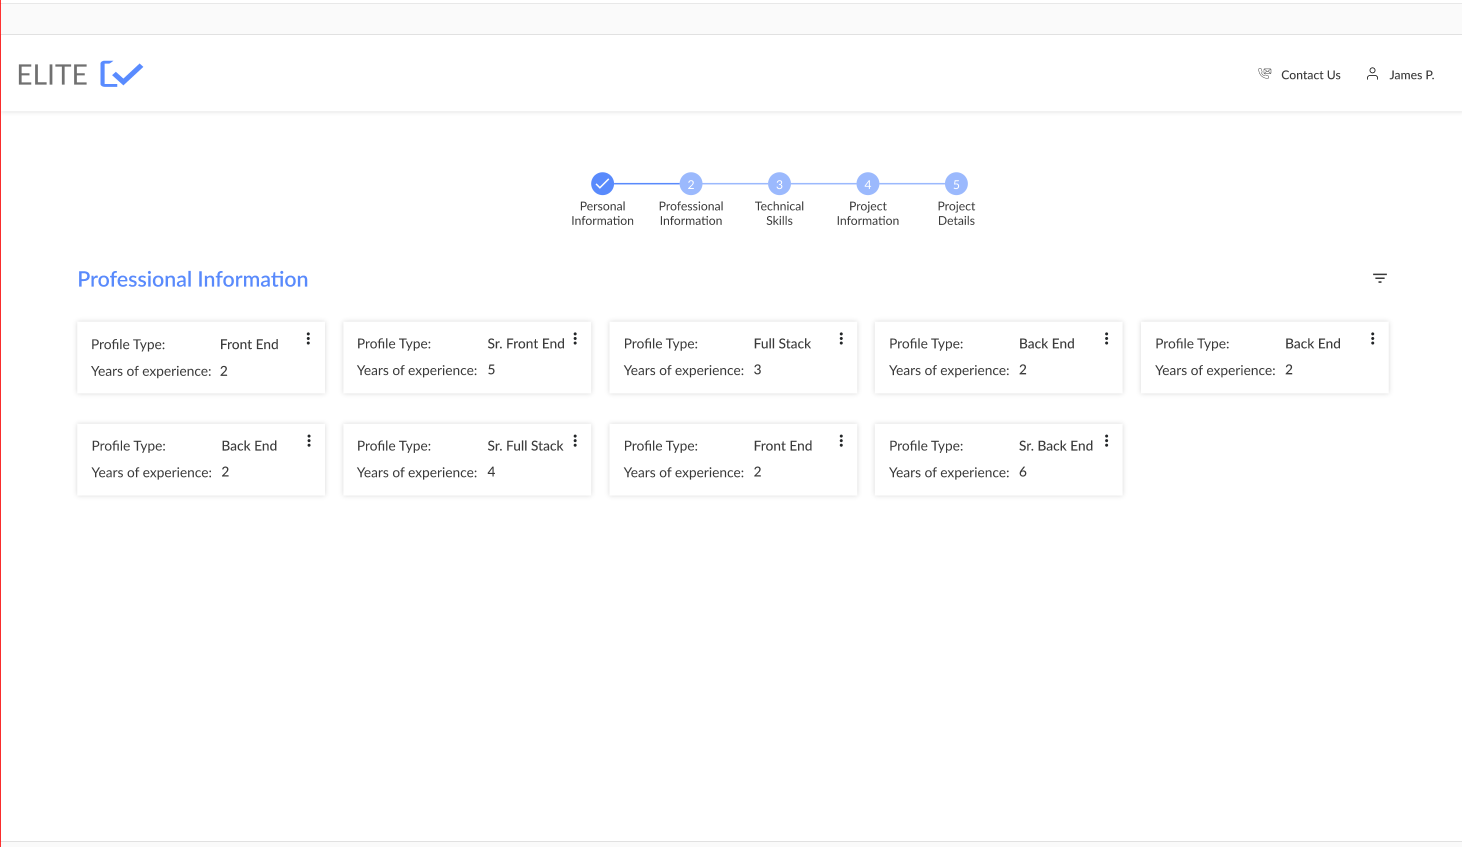 ELITE
Contact Us
James P.
2
3
4
5
Personal
Information
Professional
Information
Technical
Skills
Project
Information
Project
Details
Professional Information
Profile Type: Front End
Years of experience: 2
Profile Type: Sr. Front End
Years of experience: 5
Profile Type: Full Stack
Years of experience: 3
Profile Type: Back End
Years of experience: 2
Profile Type: Back End
Years of experience: 2
Profile Type: Back End
Years of experience: 2
Profile Type: Sr. Full Stack
Years of experience: 4
Profile Type: Front End
Years of experience: 2
Profile Type: Sr. Back End
Years of experience: 6